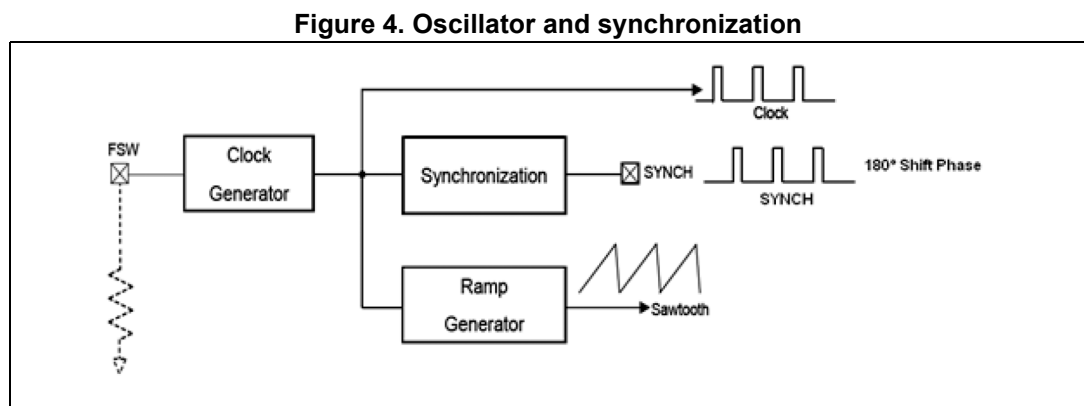 Figure 4. Oscillator and synchronization
Clock
FSW
Clock
Generator
Synchronization
SYNCH
180° Shift Phase
SYNCH
Ramp
Generator
Sawtooth